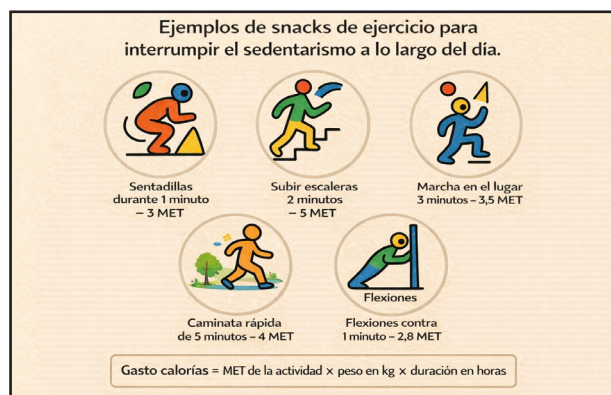 Ejemplos de snacks de ejercicio para
interrumpir el sedentarismo a lo largo del día.
Sentadillas
durante 1 minuto
– 3 MET
Subir escaleras
2 minutos
– 5 MET
Marcha en el lugar
3 minutos – 3,5 MET
Caminata rápida
de 5 minutos – 4 MET
Flexiones
Flexiones contra
1 minuto – 2,8 MET
Gasto calorías = MET de la actividad × peso en kg × duración en horas